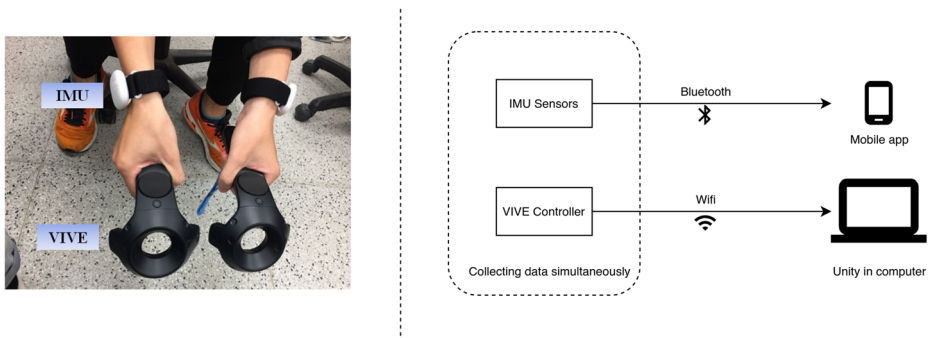 IMU
VIVE
IMU Sensors
Bluetooth
Mobile app
VIVE Controller
Wifi
Collecting data simultaneously
Unity in computer